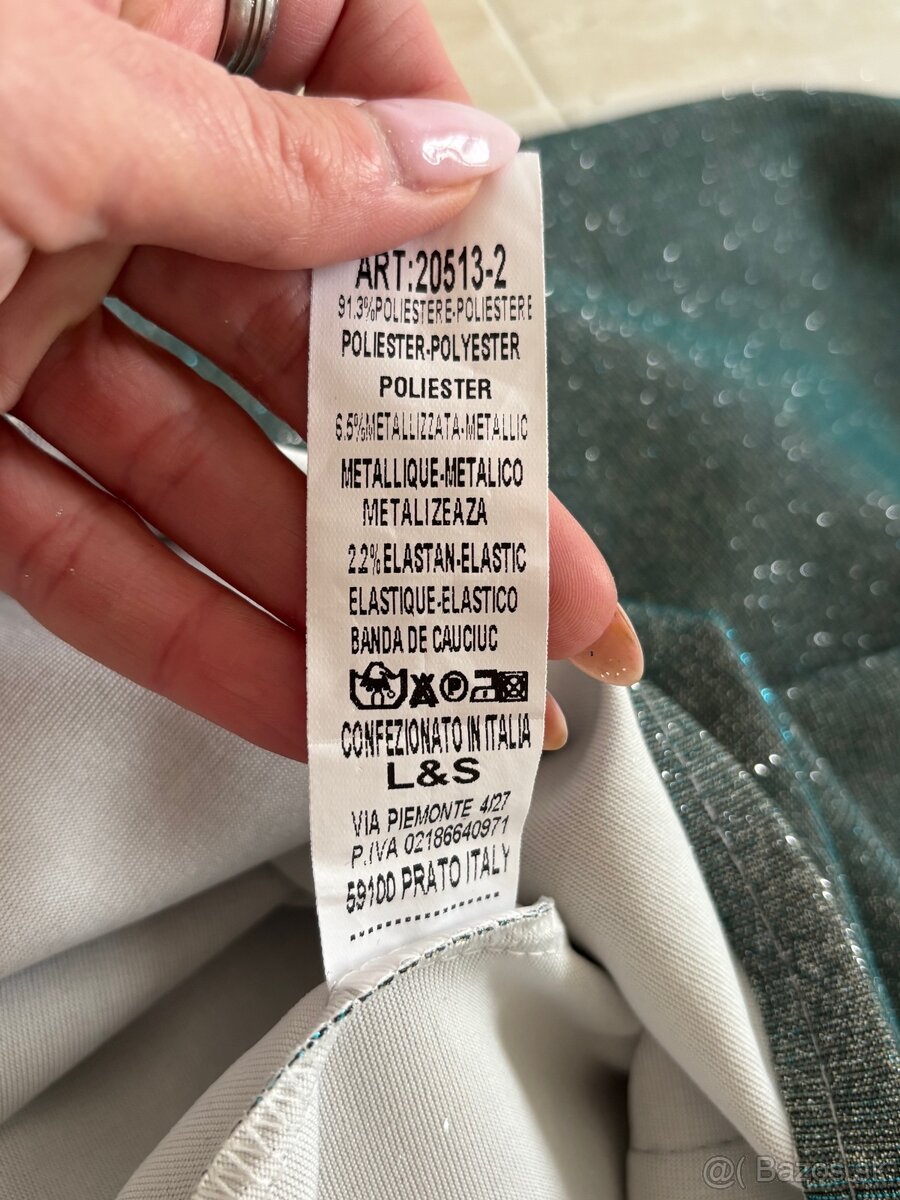 ART:20513-2
91.3%POLIESTERE-POLIESTERE
POLIESTER-POLYESTER
POLIESTER
6.5%METALLIZZATA-METALLIC
METALLIQUE-METALICO
METALIZEAZA
2.2%ELASTAN-ELASTIC
ELASTIQUE-ELASTICO
BANDA DE CAUCIUC
P
CONFEZIONATO IN ITALIA
L&S
VIA PIEMONTE 4/27
P.IVA 02186640971
59100 PRATO ITALY